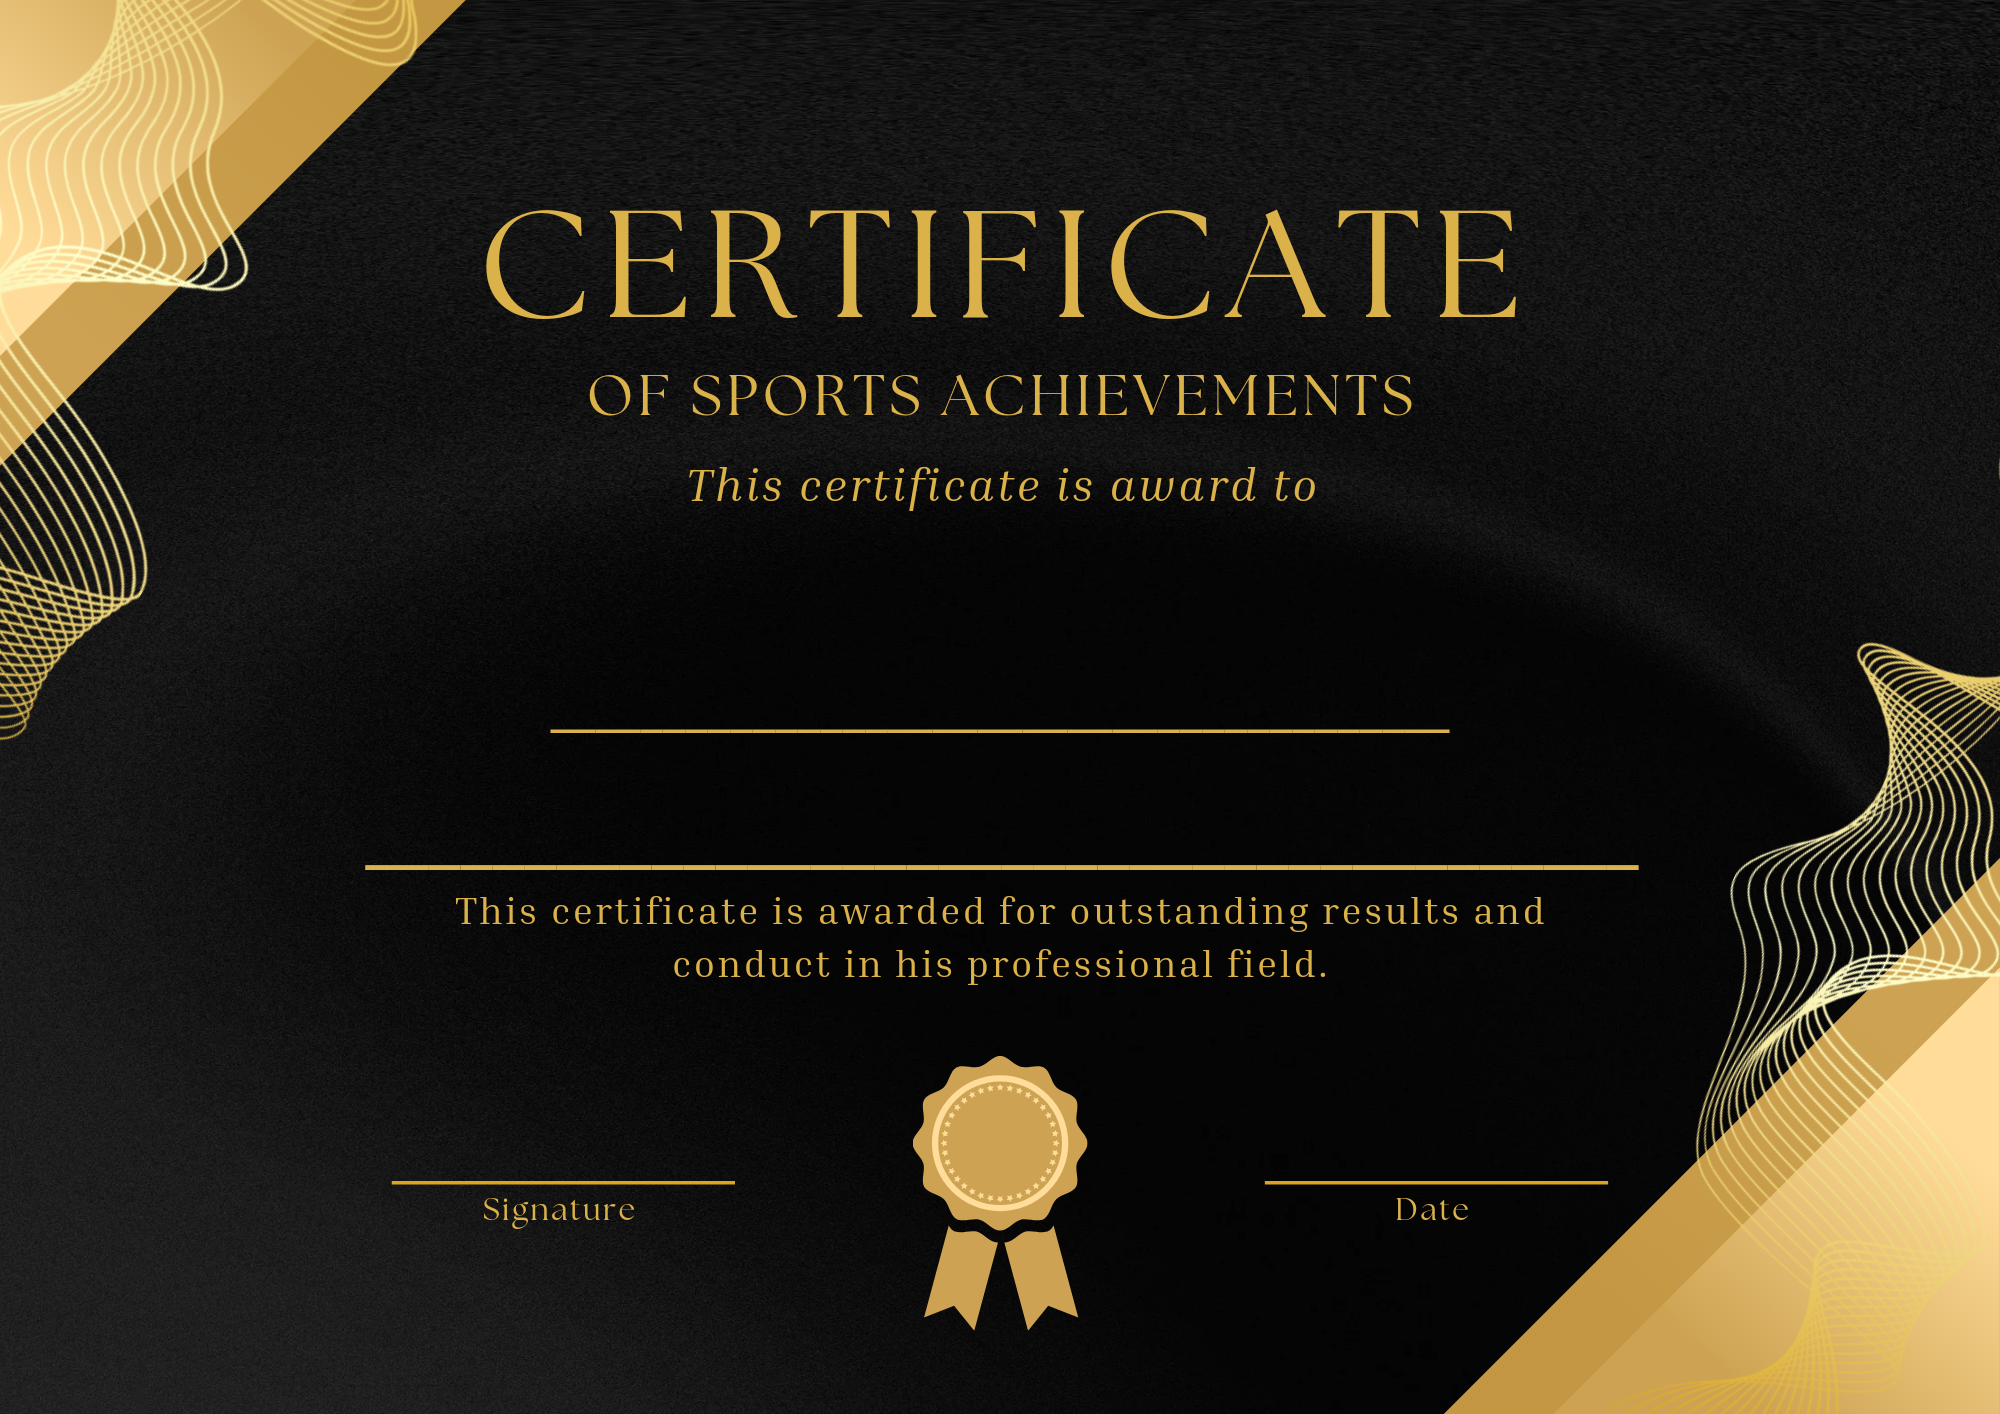 CERTIFICATE
OF SPORTS ACHIEVEMENTS
This certificate is award to
This certificate is awarded for outstanding results and
conduct in his professional field.
Signature
Date